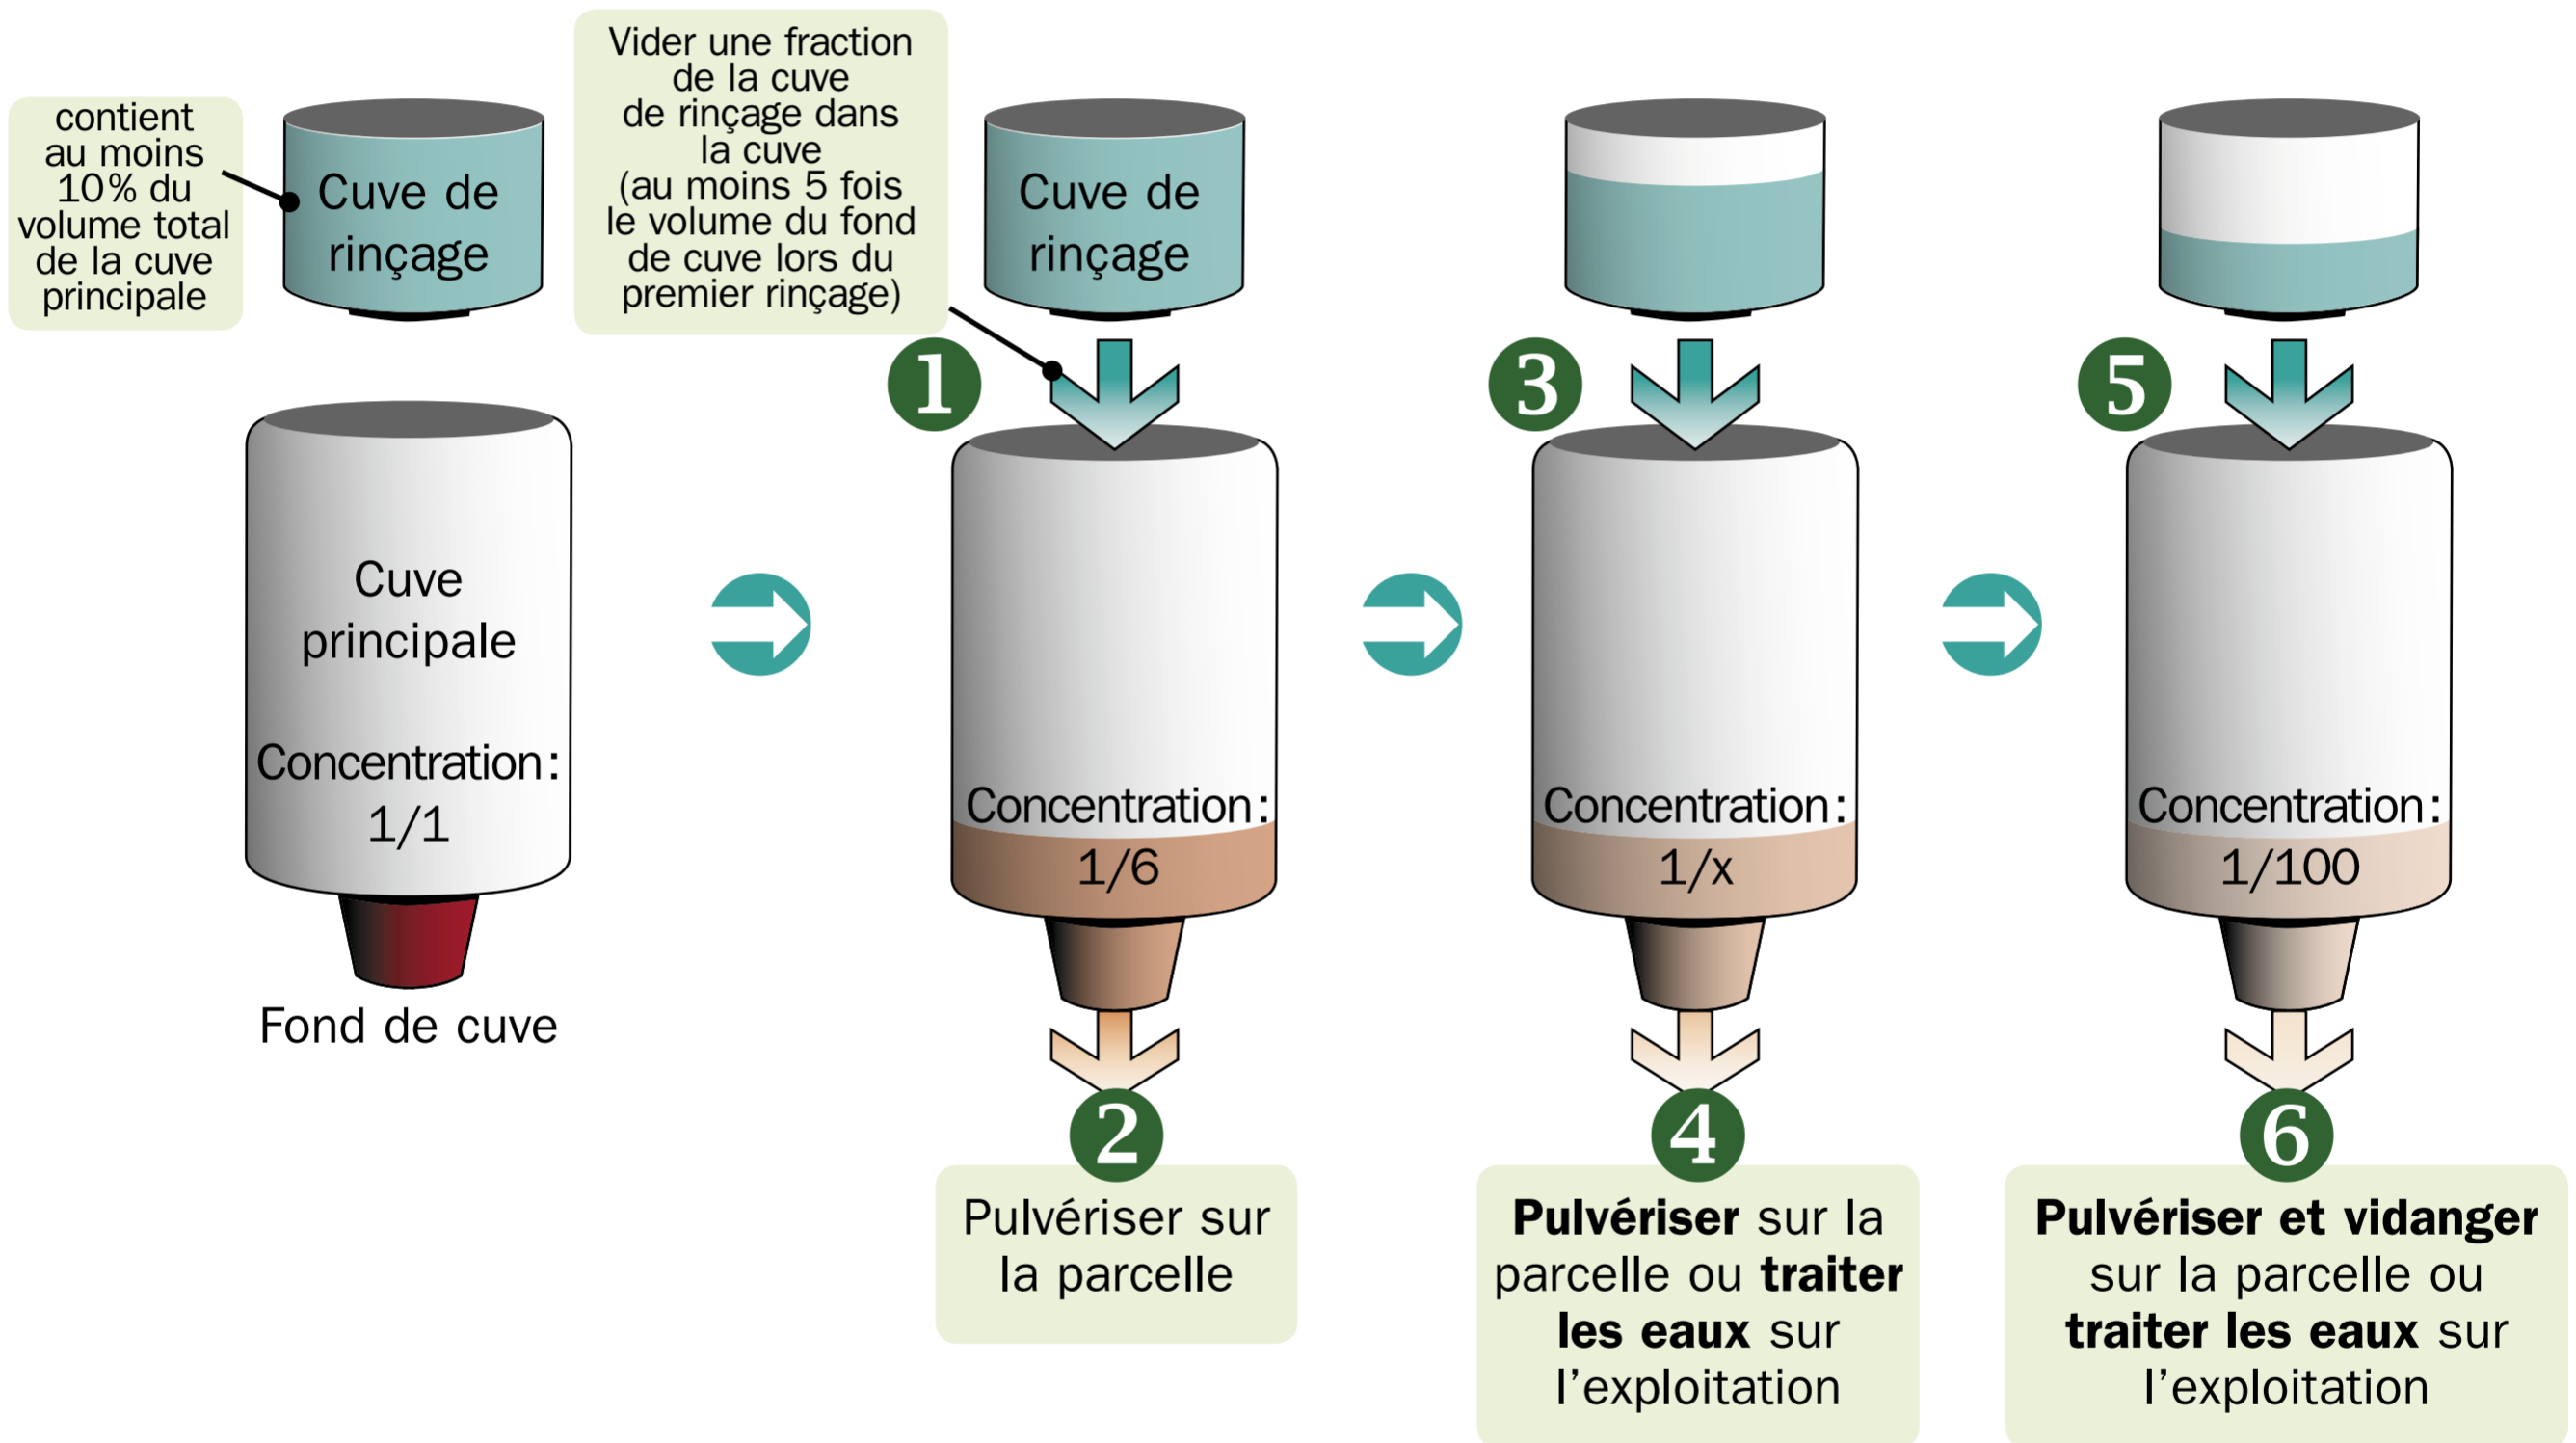 contient
au moins
10% du
volume total
de la cuve
principale
Cuve de
rinçage
Cuve
principale
Concentration:
1/1
Fond de cuve
Vider une fraction
de la cuve
de rinçage dans
la cuve
(au moins 5 fois
le volume du fond
de cuve lors du
premier rinçage)
Cuve de
rinçage
1
Concentration:
1/6
2
Pulvériser sur
la parcelle
3
Concentration:
1/x
4
Pulvériser sur la
parcelle ou traiter
les eaux sur
l'exploitation
5
Concentration:
1/100
6
Pulvériser et vidanger
sur la parcelle ou
traiter les eaux sur
l'exploitation